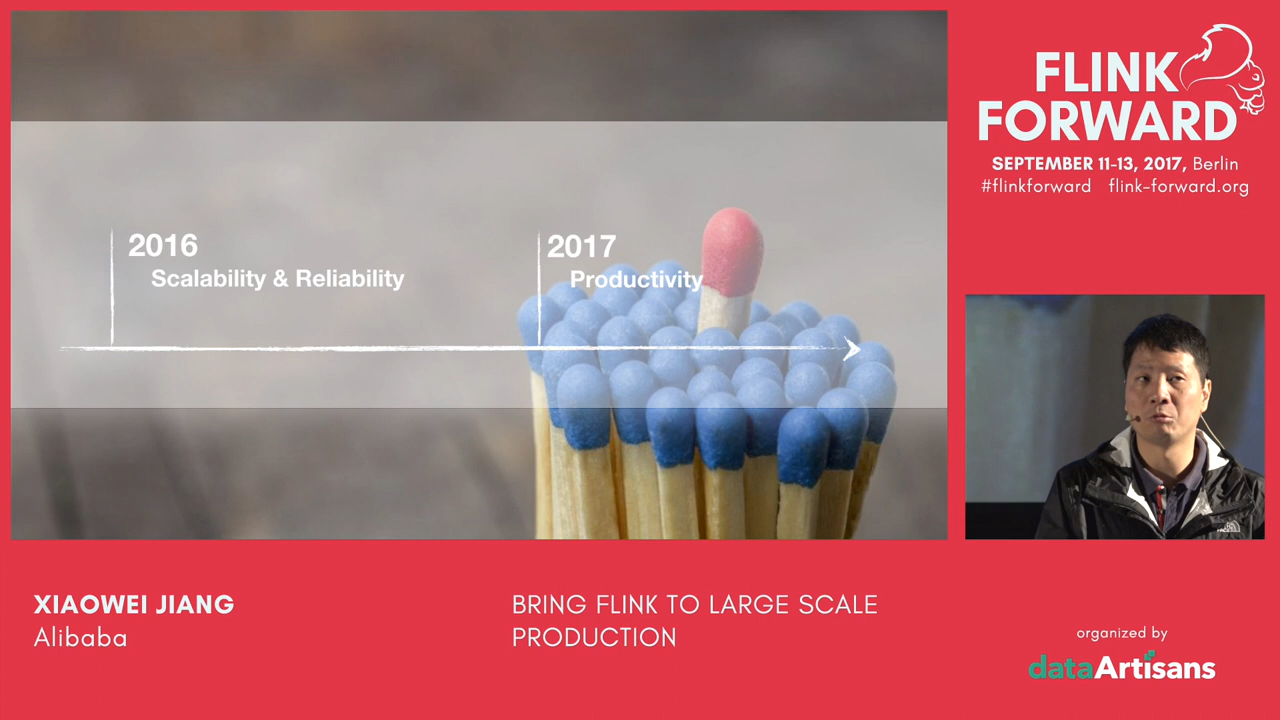 2016
Scalability & Reliability
2017
Productivity
FLINK
FORWARD
SEPTEMBER 11-13, 2017, Berlin
#flinkforward flink-forward.org
XIAOWEI JIANG
Alibaba
BRING FLINK TO LARGE SCALE
PRODUCTION
organized by
dataArtisans